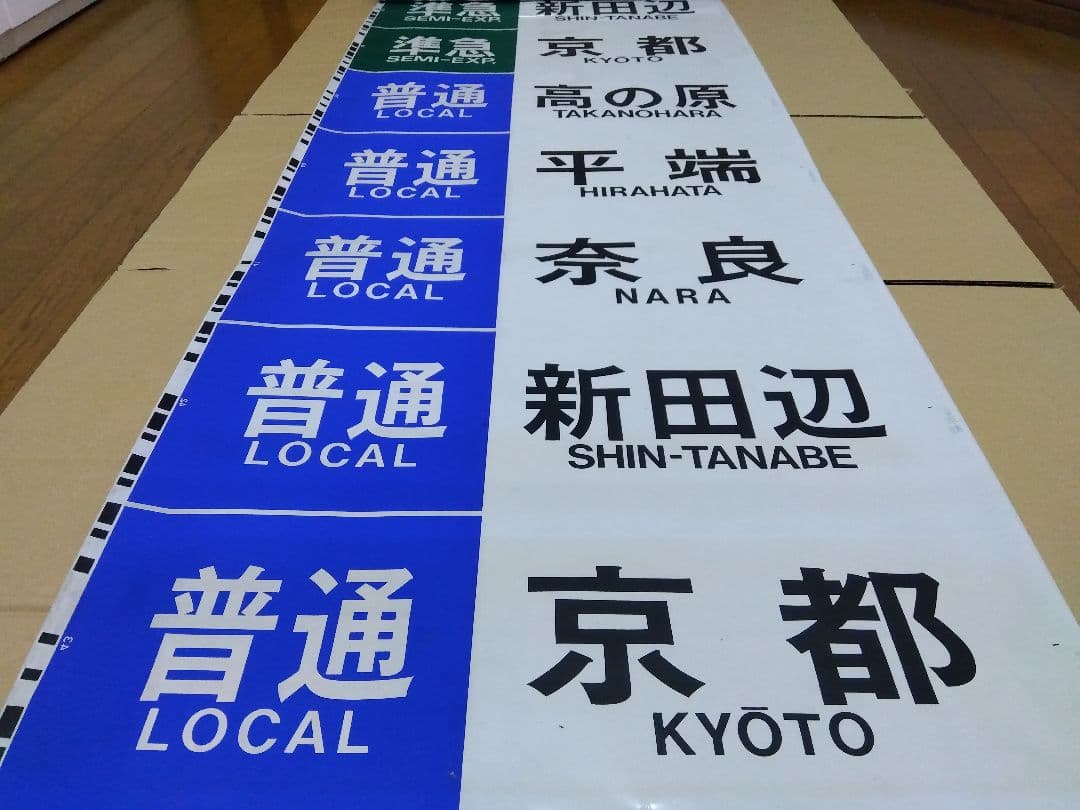 準急 新田辺
SEMI-EXP. SHIN-TANABE
準急 京都
SEMI-EXP. KYOTO
普通 高の原
LOCAL TAKANOHARA
普通 平端
LOCAL HIRAHATA
普通 奈良
LOCAL NARA
普通 新田辺
LOCAL SHIN-TANABE
普通 京都
LOCAL KYŌTO